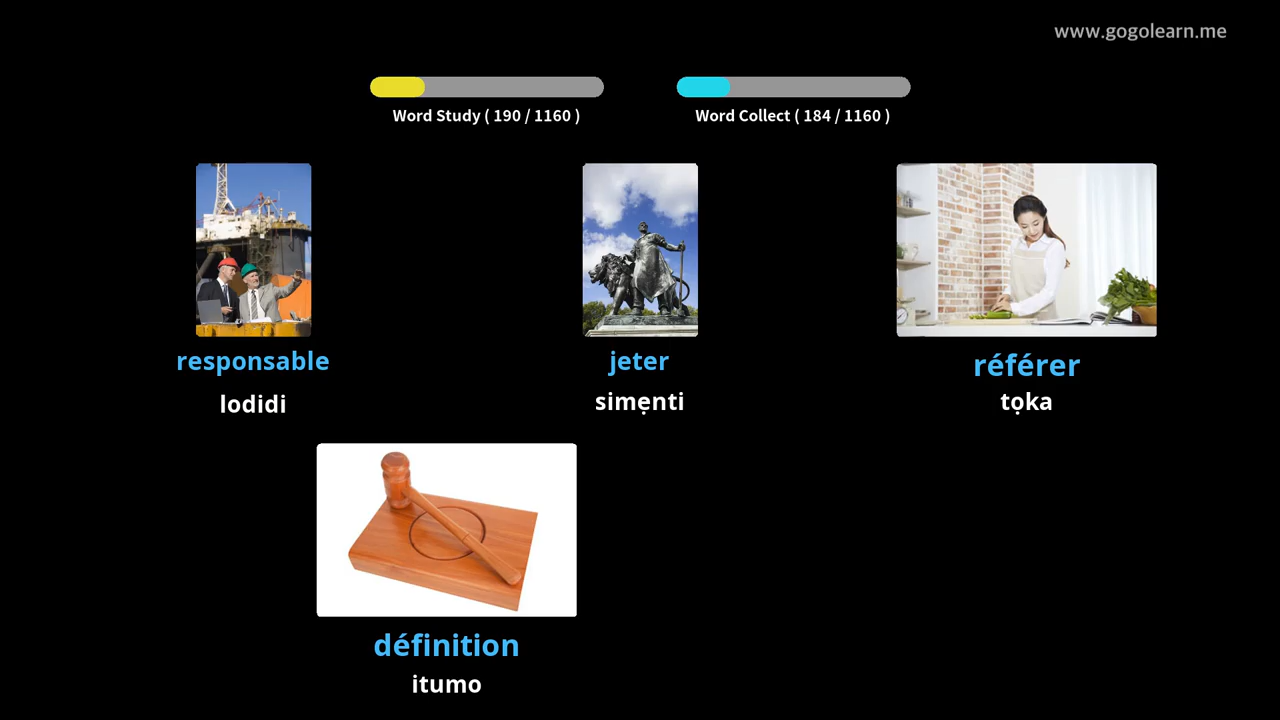 www.gogolearn.me
Word Study ( 190 / 1160 )
Word Collect ( 184 / 1160 )
responsable
lodidi
jeter
simẹnti
référer
tọka
définition
itumo